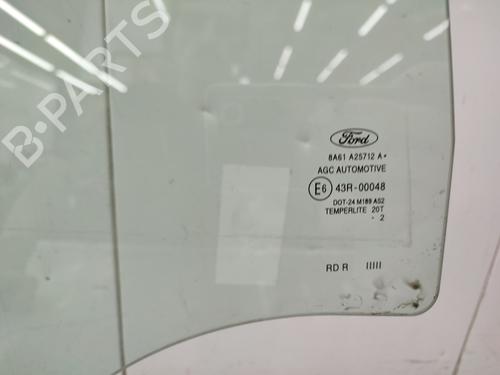 B-PARTS
Ford
8A61 A25712 A•
AGC AUTOMOTIVE
E6 43R-00048
DOT-24 M189 AS2
TEMPERLITE 20T
• 2
RD R IIIII